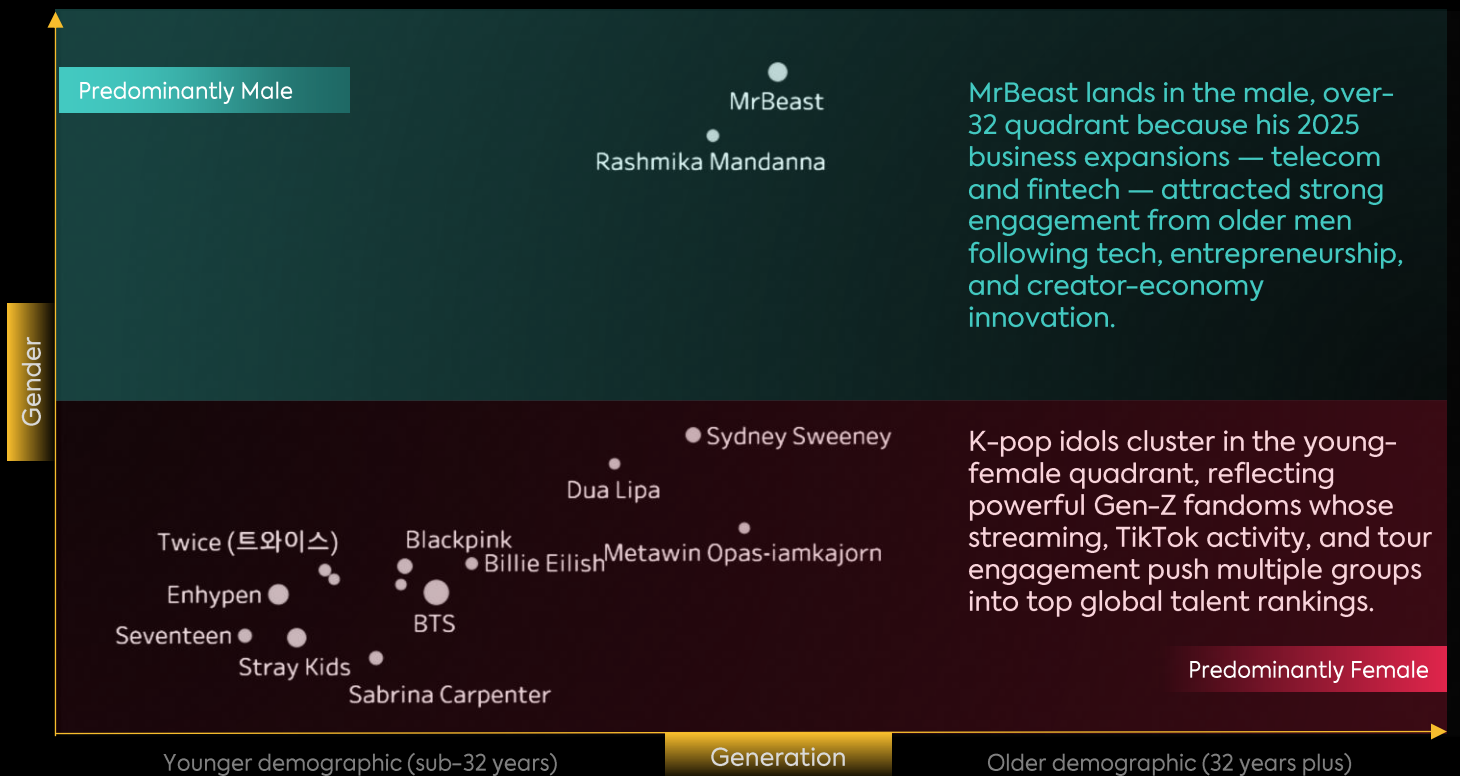 Predominantly Male
MrBeast
Rashmika Mandanna
MrBeast lands in the male, over-
32 quadrant because his 2025
business expansions — telecom
and fintech — attracted strong
engagement from older men
following tech, entrepreneurship,
and creator-economy
innovation.
Gender
Sydney Sweeney
Dua Lipa
Metawin Opas-iamkajorn
Twice (트와이스)
Blackpink
Billie Eilish
Enhypen
BTS
Seventeen
Stray Kids
Sabrina Carpenter
K-pop idols cluster in the young-
female quadrant, reflecting
powerful Gen-Z fandoms whose
streaming, TikTok activity, and tour
engagement push multiple groups
into top global talent rankings.
Predominantly Female
Younger demographic (sub-32 years)
Generation
Older demographic (32 years plus)